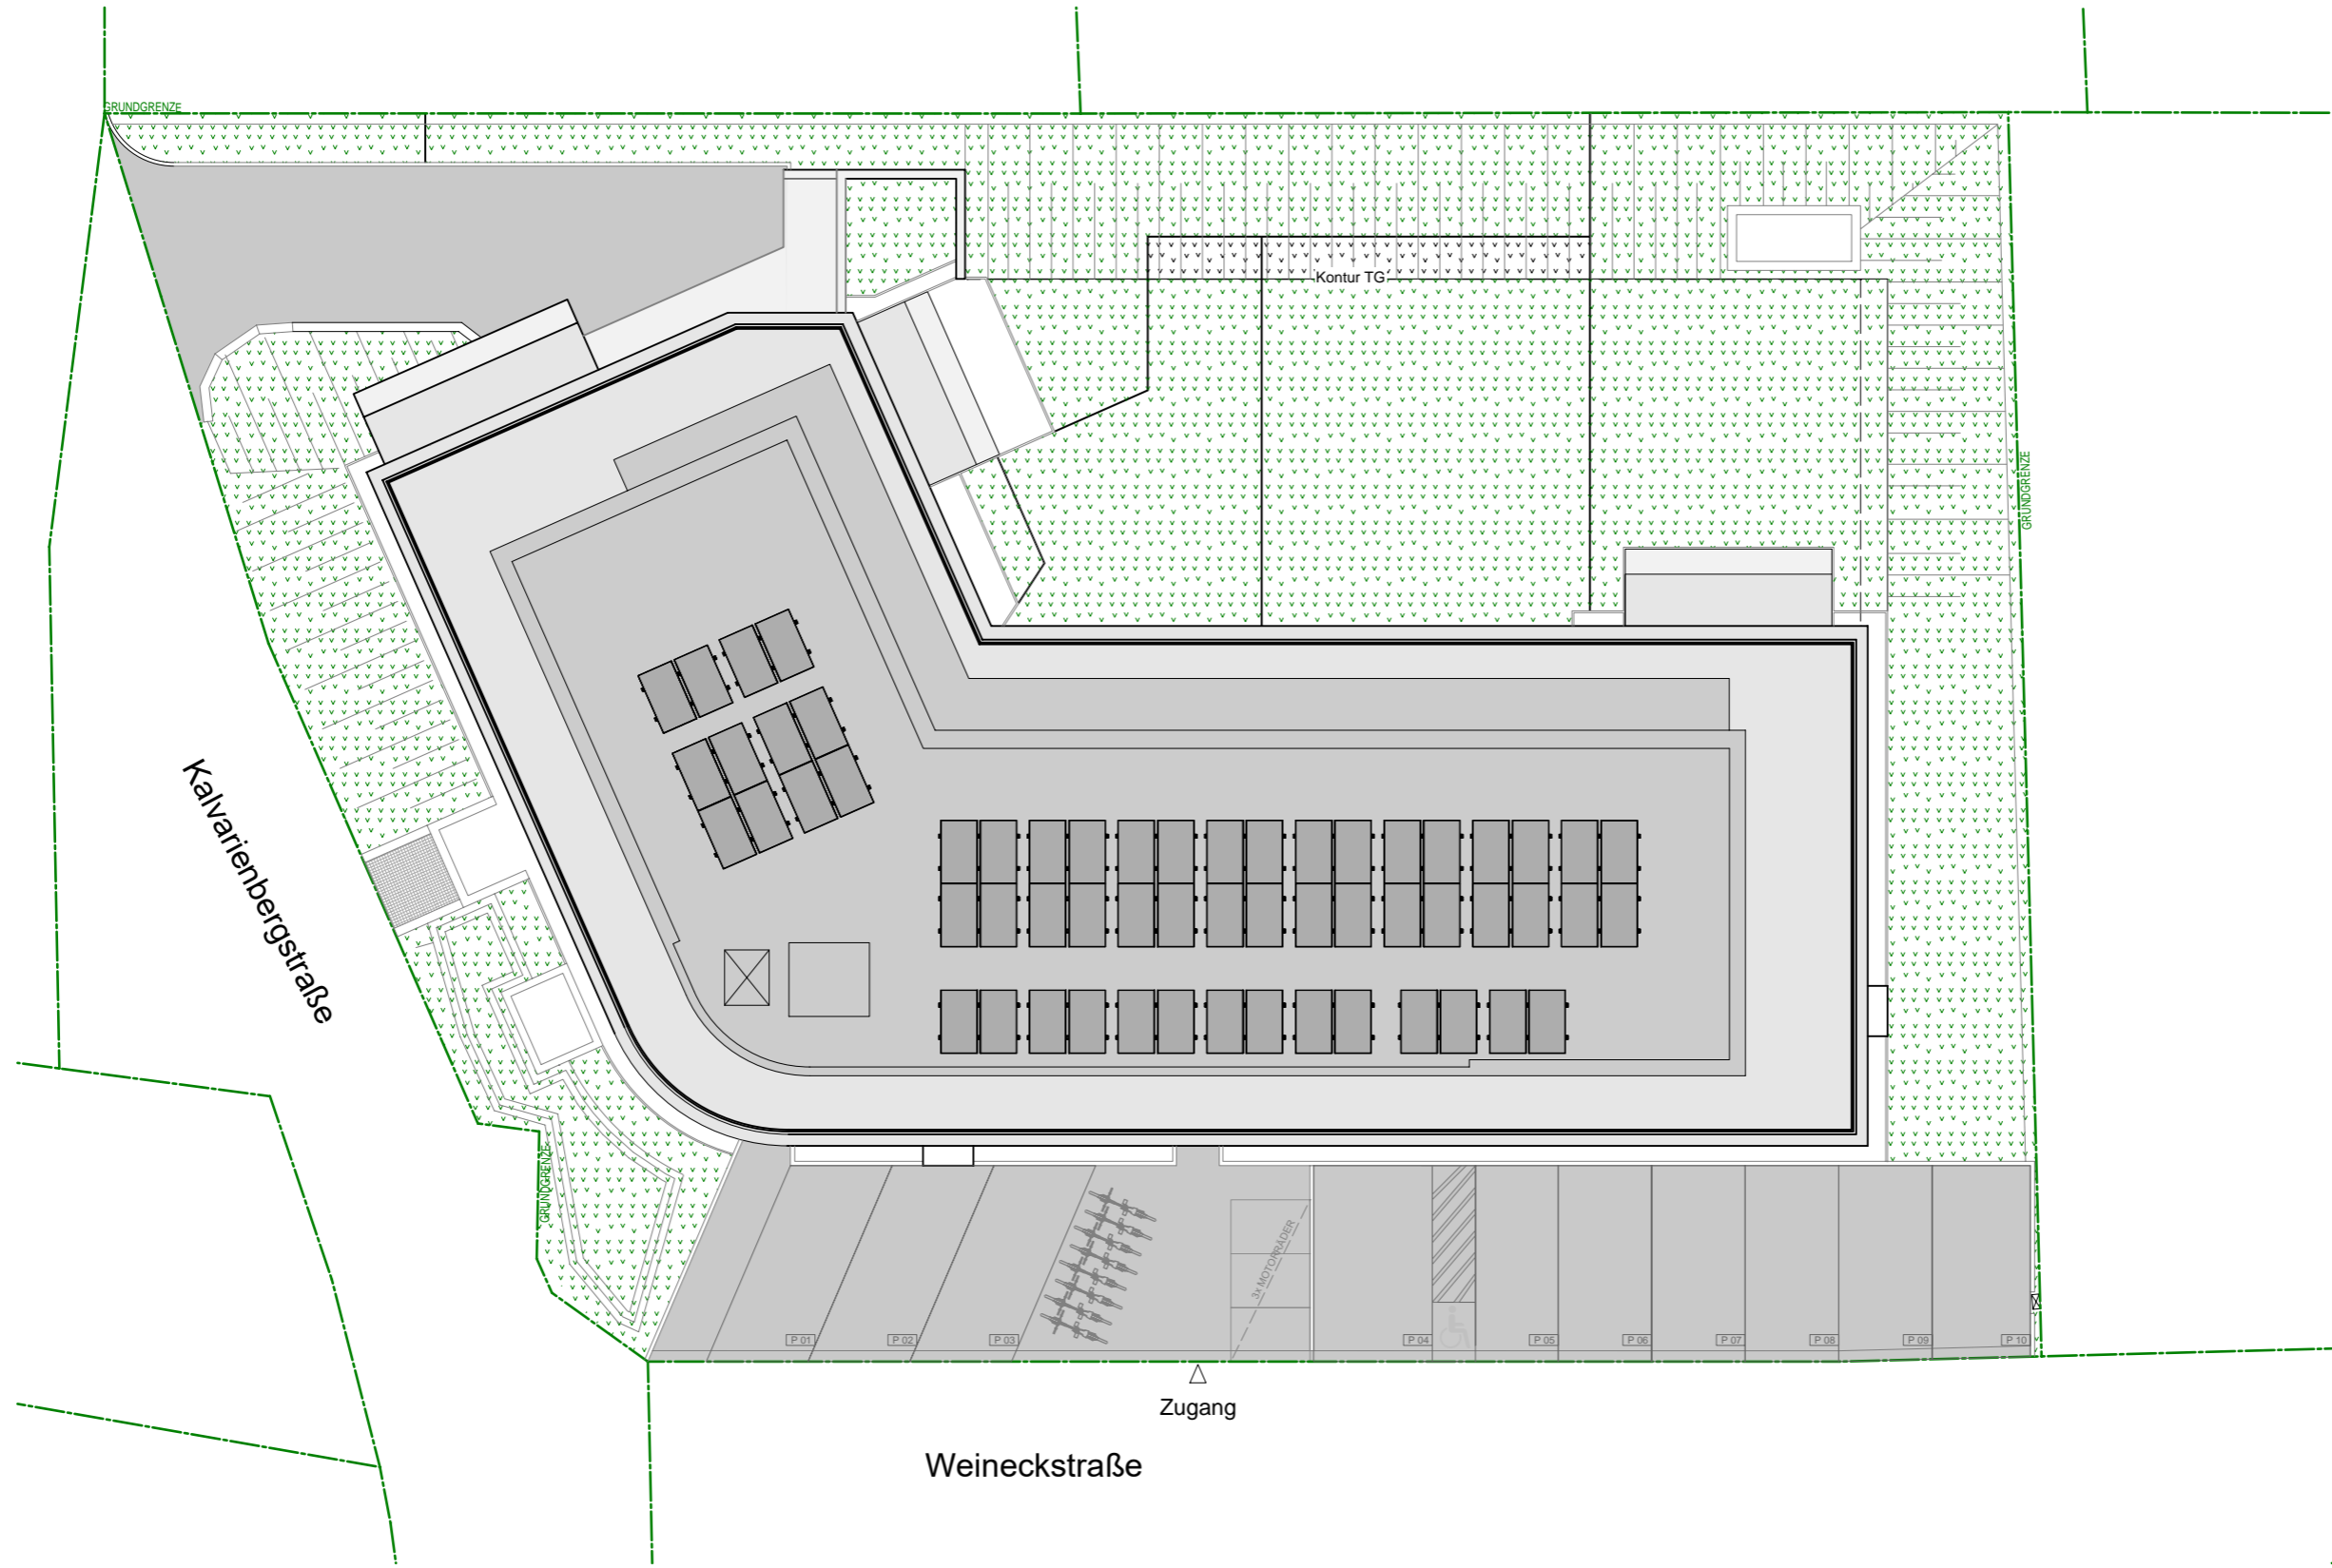 GRUNDGRENZE
Kontur TG
GRUNDGRENZE
Kalvarienbergstraße
GRUNDGRENZE
3x MOTORRÄDER
P 01
P 02
P 03
P 04
P 05
P 06
P 07
P 08
P 09
P 10
Zugang
Weineckstraße